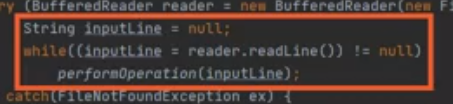 ry (BufferedReader reader = new BufferedReader(new Fi
String inputLine = null;
while((inputLine = reader.readLine()) != null)
performOperation(inputLine);
catch(FileNotFoundException ex) {